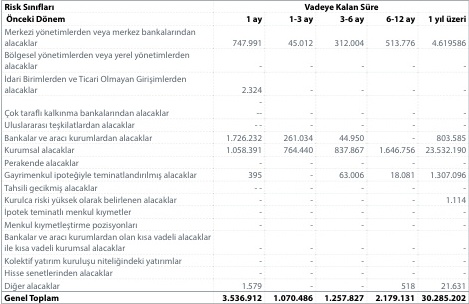 Risk Sınıfları Vadeye Kalan Süre
Önceki Dönem 1 ay 1-3 ay 3-6 ay 6-12 ay 1 yıl üzeri
Merkezi yönetimlerden veya merkez bankalarından
alacaklar 747.991 45.012 312.004 513.776 4.619586
Bölgesel yönetimlerden veya yerel yönetimlerden
alacaklar - - - - -
Idari Birimlerden ve Ticari Olmayan Girişimlerden
alacaklar 2.324 - - - -
-
Çok taraflı kalkınma bankalarından alacaklar -- - - - -
Uluslararası teşkilatlardan alacaklar - - - - - -
Bankalar ve aracı kurumlardan alacaklar 1.726.232 261.034 44.950 - 803.585
Kurumsal alacaklar 1.058.391 764.440 837.867 1.646.756 23.532.190
Perakende alacaklar - - - - -
Gayrimenkul ipoteğiyle teminatlandırılmış alacaklar 395 - 63.006 18.081 1.307.096
Tahsili gecikmiş alacaklar - - - - - -
Kurulca riski yüksek olarak belirlenen alacaklar - - - - 1.114
Ipotek teminatlı menkul kıymetler - - - - -
Menkul kıymetleştirme pozisyonları - - - - -
Bankalar ve aracı kurumlardan olan kısa vadeli alacaklar
ile kısa vadeli kurumsal alacaklar - - - - -
Kolektif yatırım kuruluşu niteliğindeki yatırımlar - - - - -
Hisse senetlerinden alacaklar - - - - -
Diğer alacaklar 1.579 - - 518 21.631
Genel Toplam 3.536.912 1.070.486 1.257.827 2.179.131 30.285.202